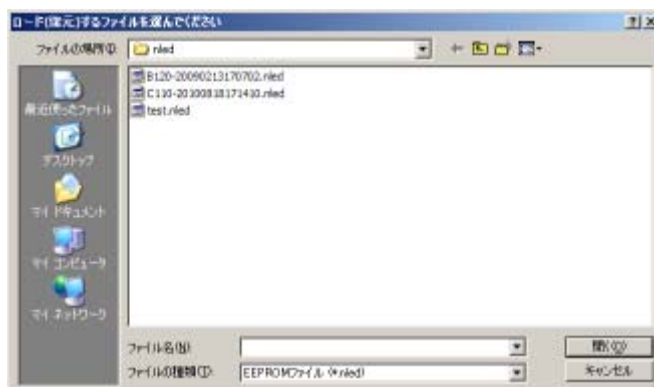 ロード(復元)するファイルを選んでください
ファイルの場所(I):
nled
B120-20090213170702.nled
C110-20100818171410.nled
test.nled
最近使ったファイル
デスクトップ
マイ ドキュメント
マイ コンピュータ
マイ ネットワーク
ファイル名(N):
開く(O)
ファイルの種類(T):
EEPROMファイル (*.nled)
キャンセル